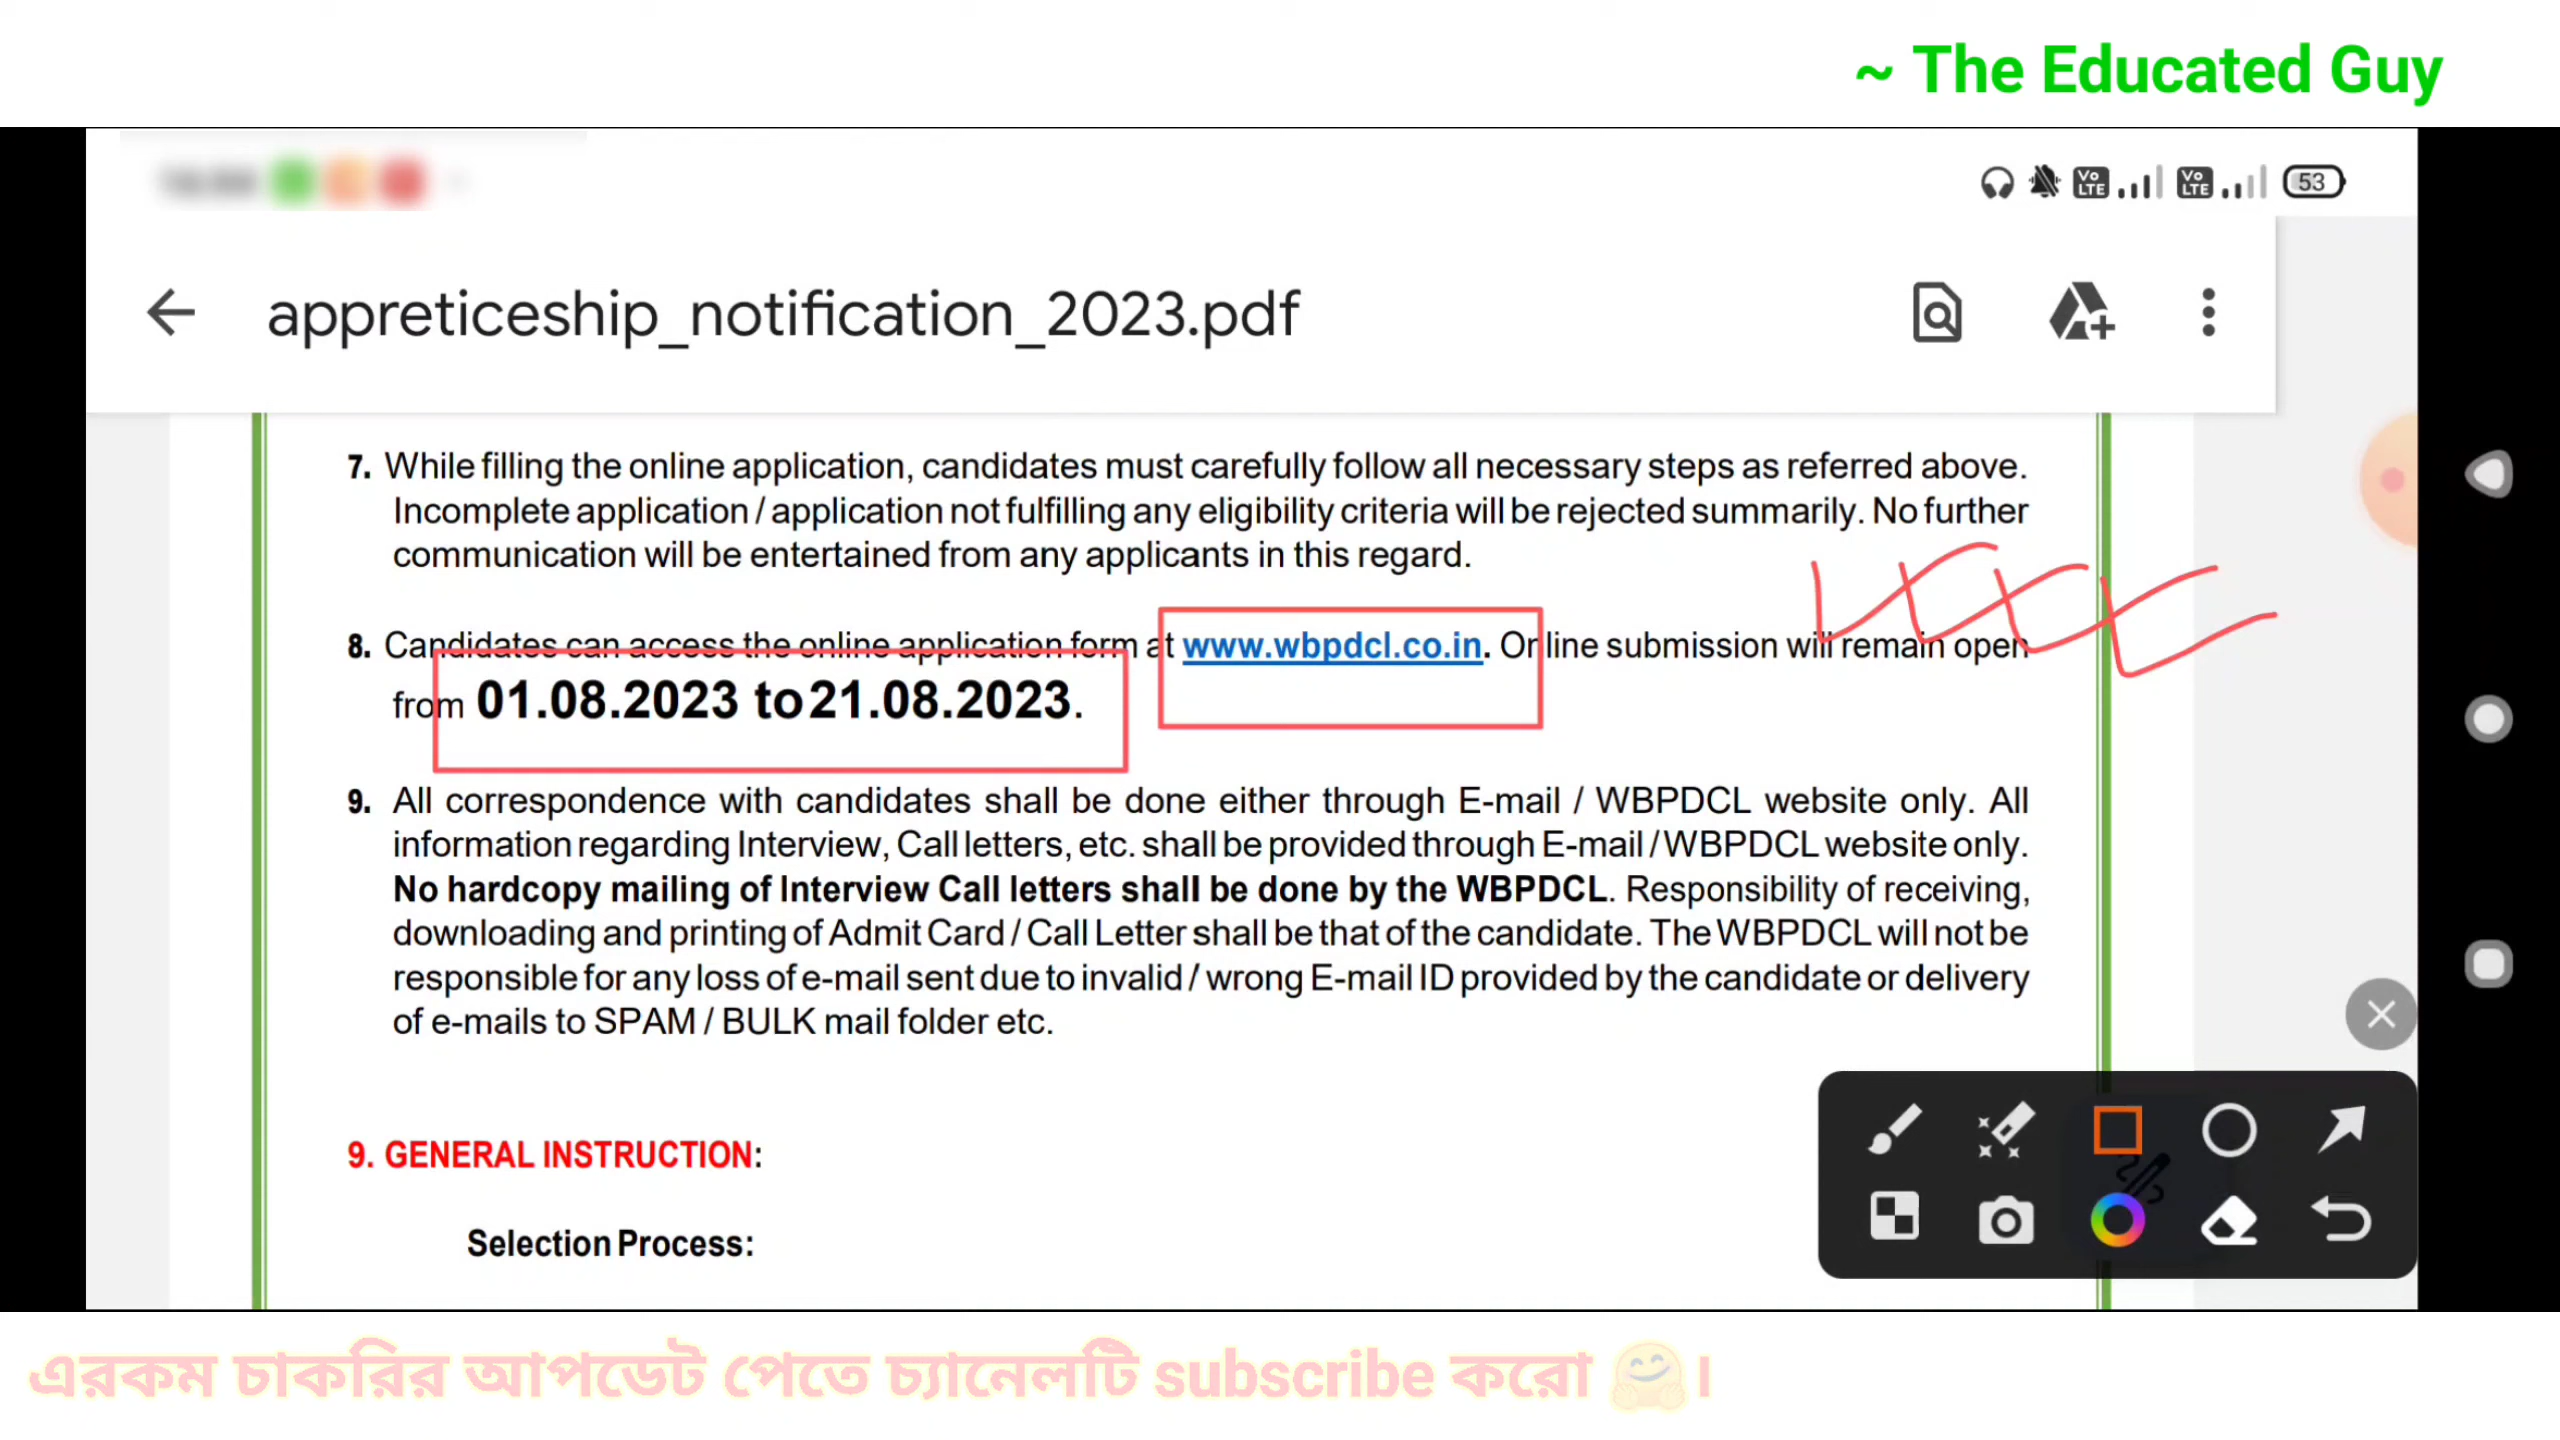 ~ The Educated Guy
Vo LTE Vo LTE 53
appreticeship_notification_2023.pdf
7. While filling the online application, candidates must carefully follow all necessary steps as referred above.
Incomplete application / application not fulfilling any eligibility criteria will be rejected summarily. No further
communication will be entertained from any applicants in this regard.
8. Candidates can access the online application form at www.wbpdcl.co.in. Online submission will remain open
from 01.08.2023 to 21.08.2023.
9. All correspondence with candidates shall be done either through E-mail / WBPDCL website only. All
information regarding Interview, Call letters, etc. shall be provided through E-mail / WBPDCL website only.
No hardcopy mailing of Interview Call letters shall be done by the WBPDCL. Responsibility of receiving,
downloading and printing of Admit Card / Call Letter shall be that of the candidate. The WBPDCL will not be
responsible for any loss of e-mail sent due to invalid / wrong E-mail ID provided by the candidate or delivery
of e-mails to SPAM / BULK mail folder etc.
9. GENERAL INSTRUCTION:
Selection Process:
এরকম চাকরির আপডেট পেতে চ্যানেলটি subscribe করো 🤗।